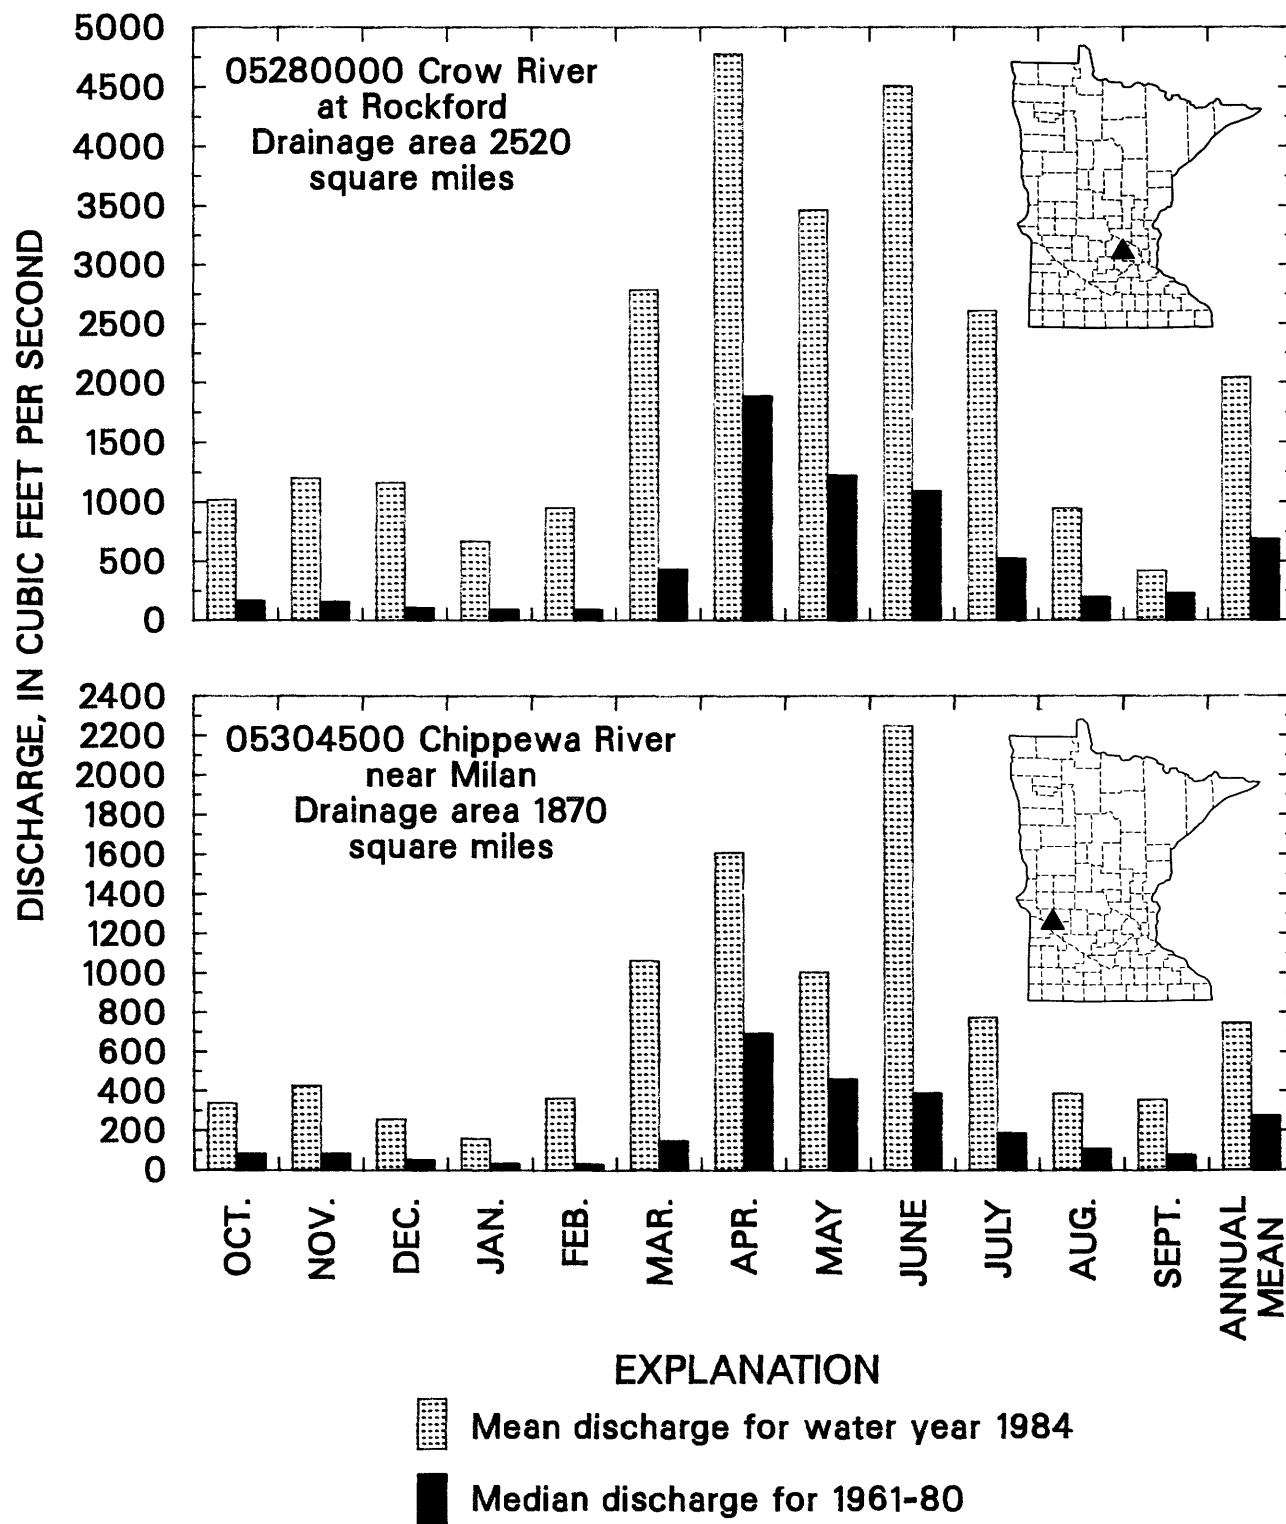 DISCHARGE, IN CUBIC FEET PER SECOND
5000
4500
4000
3500
3000
2500
2000
1500
1000
500
0
05280000 Crow River
at Rockford
Drainage area 2520
square miles
2400
2200
2000
1800
1600
1400
1200
1000
800
600
400
200
0
05304500 Chippewa River
near Milan
Drainage area 1870
square miles
OCT.
NOV.
DEC.
JAN.
FEB.
MAR.
APR.
MAY
JUNE
JULY
AUG.
SEPT.
ANNUAL
MEAN
EXPLANATION
Mean discharge for water year 1984
Median discharge for 1961-80